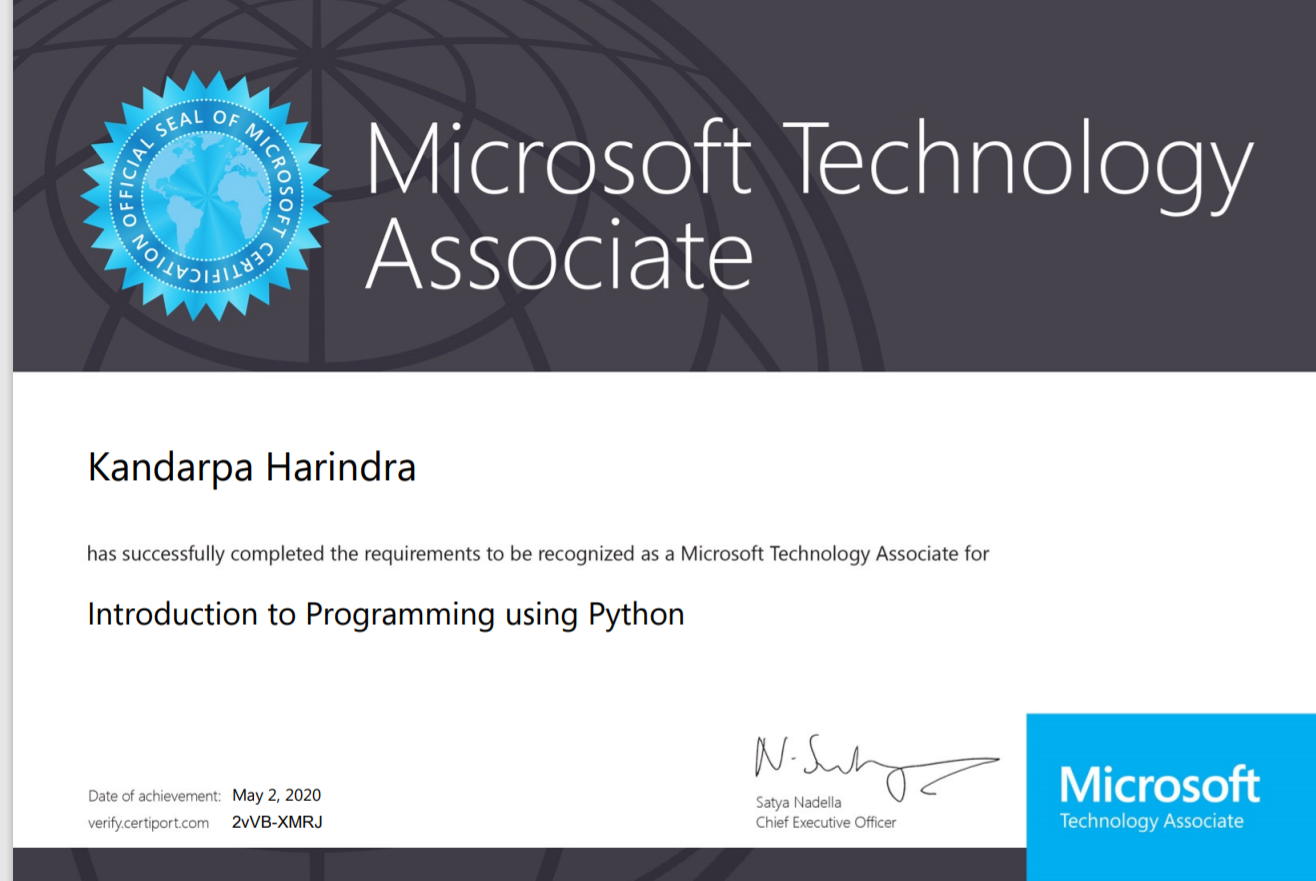 OFFICIAL SEAL OF MICROSOFT CERTIFICATION
Microsoft Technology
Associate
Kandarpa Harindra
has successfully completed the requirements to be recognized as a Microsoft Technology Associate for
Introduction to Programming using Python
Date of achievement: May 2, 2020
verify.certiport.com 2vVB-XMRJ
N. Satya
Satya Nadella
Chief Executive Officer
Microsoft
Technology Associate